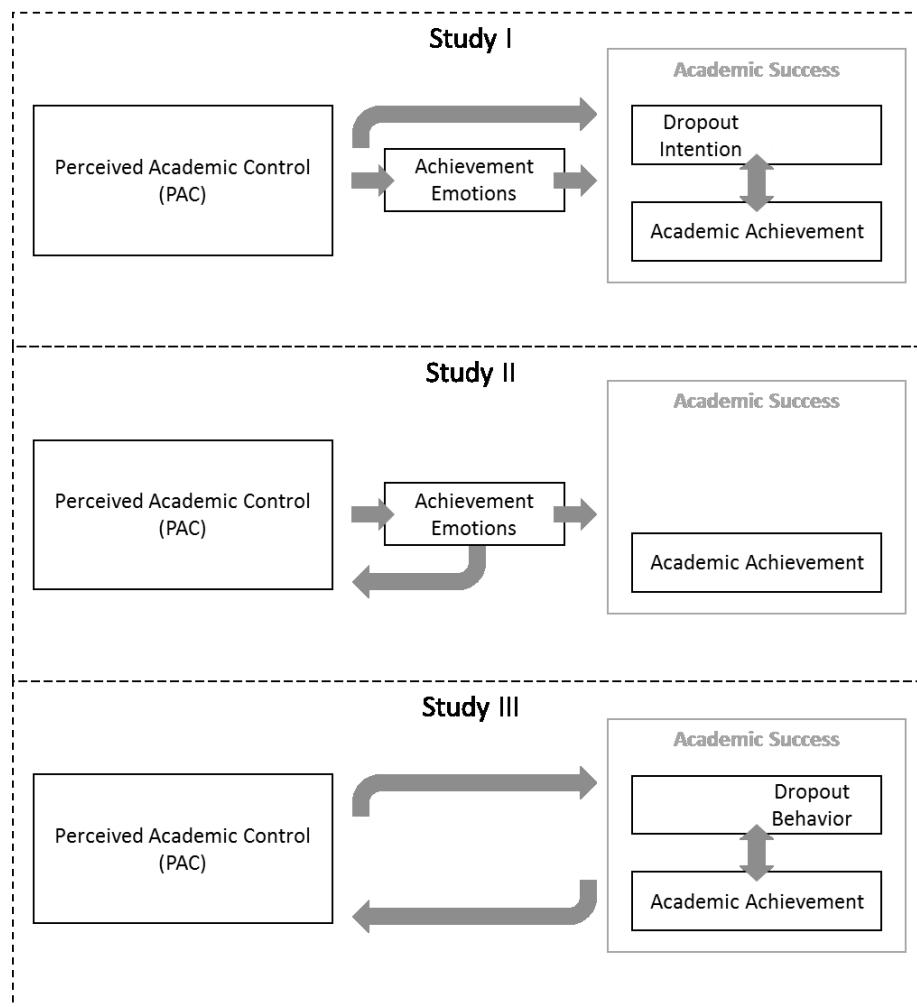 Study I
Academic Success
Perceived Academic Control
(PAC)
Achievement
Emotions
Dropout
Intention
Academic Achievement
Study II
Academic Success
Perceived Academic Control
(PAC)
Achievement
Emotions
Academic Achievement
Study III
Academic Success
Perceived Academic Control
(PAC)
Dropout
Behavior
Academic Achievement